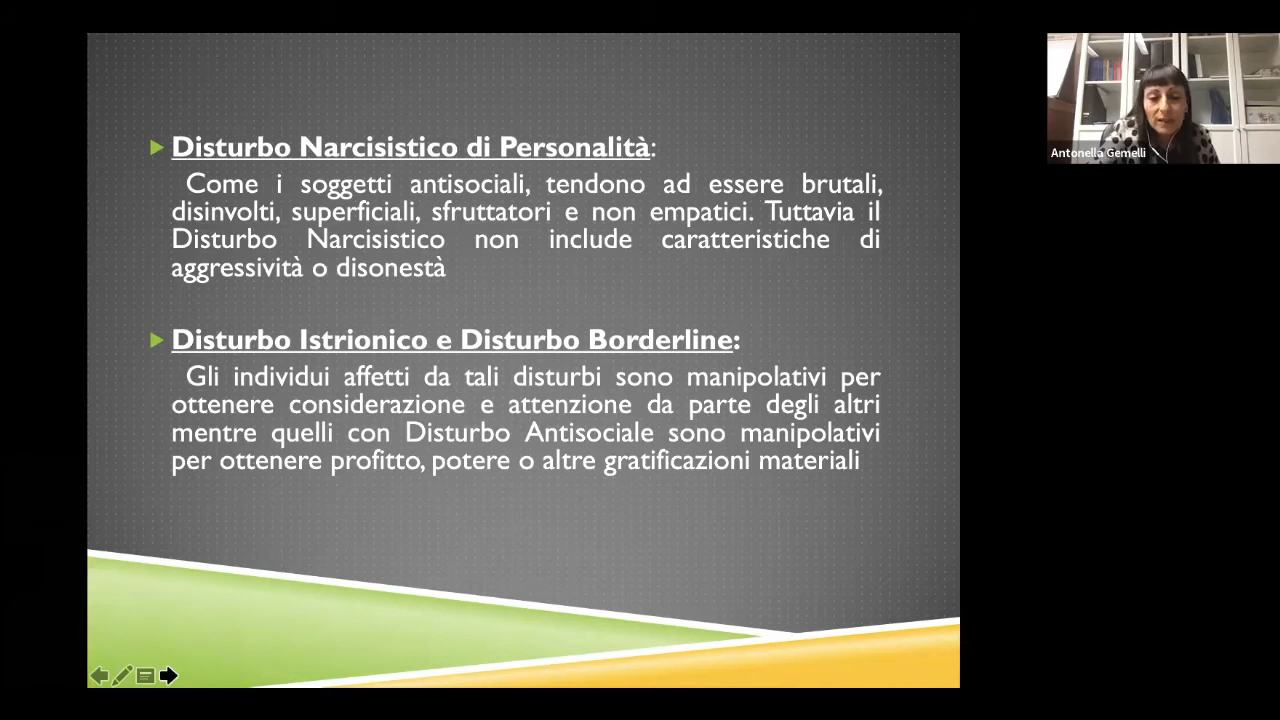 Disturbo Narcisistico di Personalità:
Come i soggetti antisociali, tendono ad essere brutali,
disinvolti, superficiali, sfruttatori e non empatici. Tuttavia il
Disturbo Narcisistico non include caratteristiche di
aggressività o disonestà
Disturbo Istrionico e Disturbo Borderline:
Gli individui affetti da tali disturbi sono manipolativi per
ottenere considerazione e attenzione da parte degli altri
mentre quelli con Disturbo Antisociale sono manipolativi
per ottenere profitto, potere o altre gratificazioni materiali
Antonella Gemelli